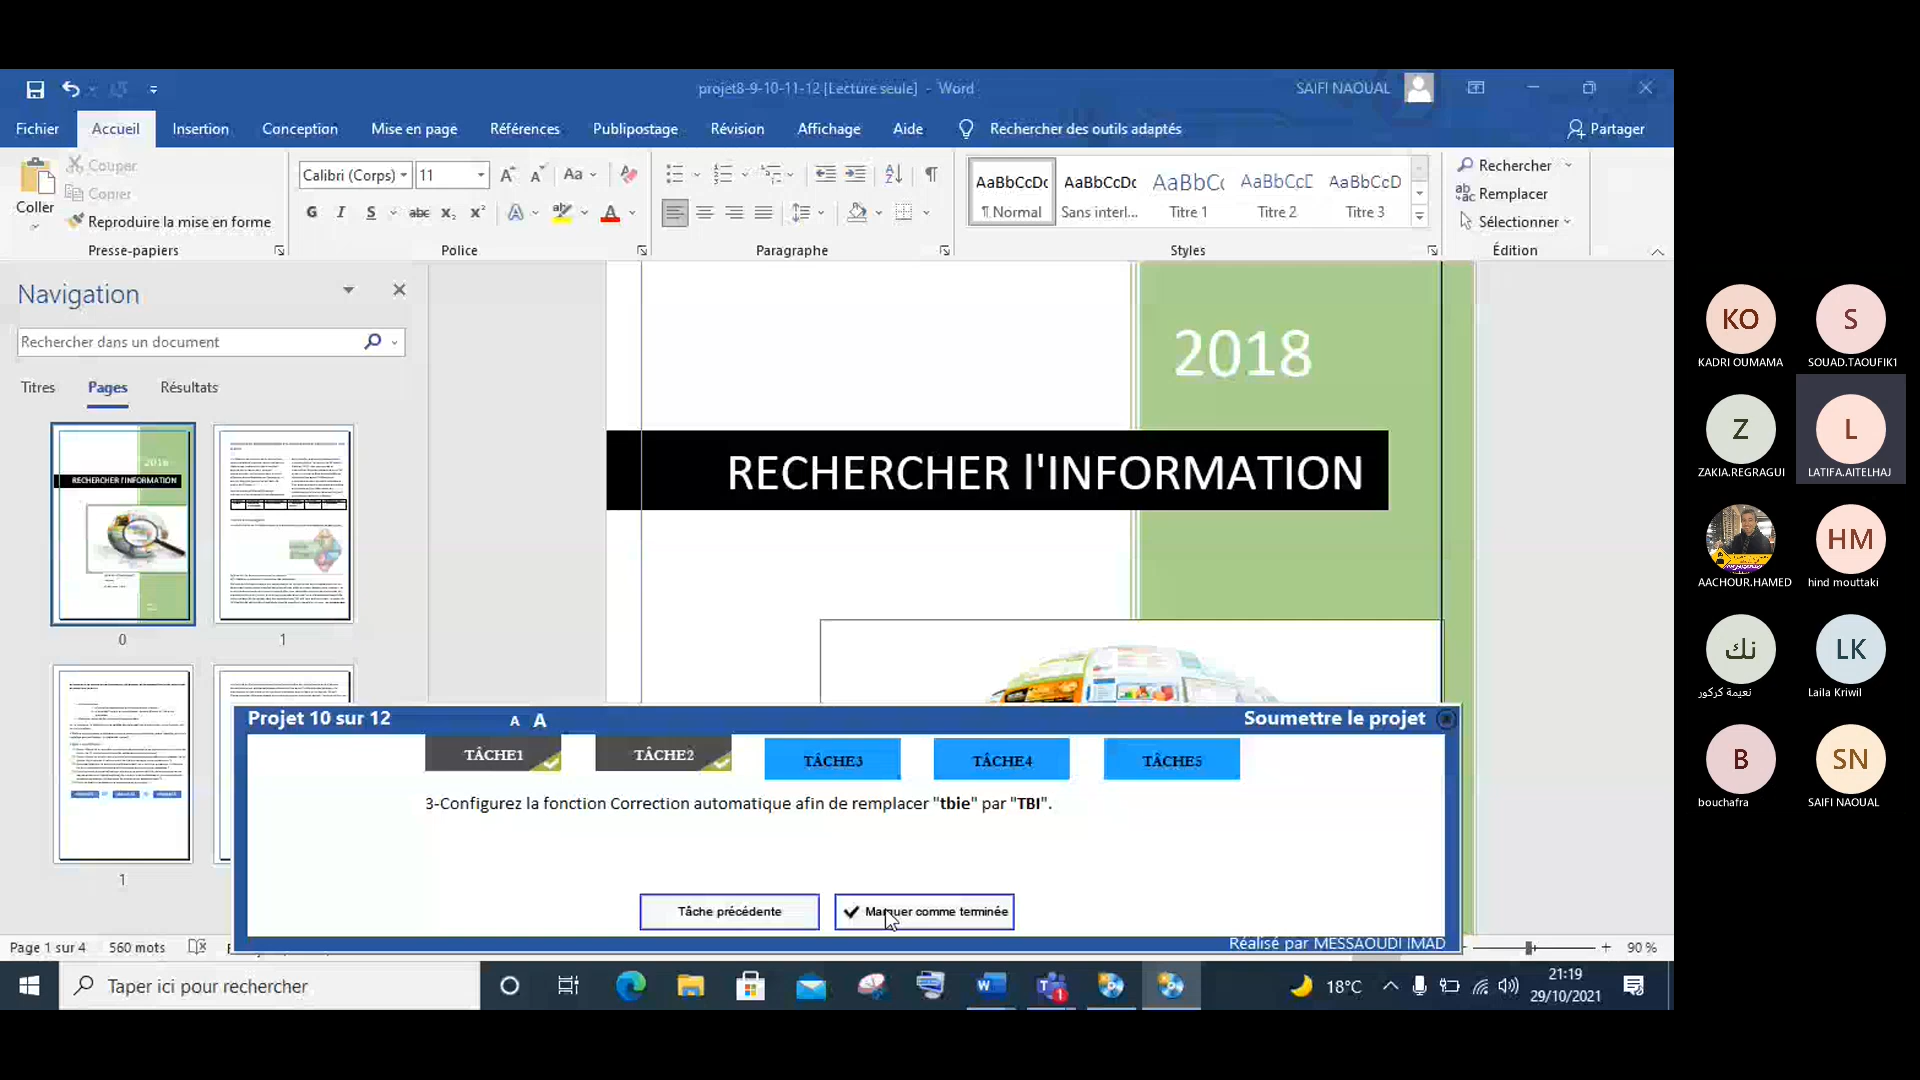 projet8-9-10-11-12 [Lecture seule] - Word
SAIFI NAOUAL
Fichier
Accueil
Insertion
Conception
Mise en page
Références
Publipostage
Révision
Affichage
Aide
Rechercher des outils adaptés
Partager
Coller
Couper
Copier
Reproduire la mise en forme
Presse-papiers
Calibri (Corps)
11
Aa
G I S abc X₂ X²
Police
Paragraphe
AaBbCcDc
¶ Normal
AaBbCcDc
Sans interl...
AaBbCc
Titre 1
AaBbCcD
Titre 2
AaBbCcD
Titre 3
Styles
Rechercher
Remplacer
Sélectionner
Édition
Navigation
Rechercher dans un document
Titres
Pages
Résultats
2018
RECHERCHER l'INFORMATION
0
1
1
2018
RECHERCHER l'INFORMATION
Projet 10 sur 12
A A
Soumettre le projet
TÂCHE1
TÂCHE2
TÂCHE3
TÂCHE4
TÂCHE5
3-Configurez la fonction Correction automatique afin de remplacer "tbie" par "TBI".
Tâche précédente
Marquer comme terminée
Réalisé par MESSAOUDI IMAD
Page 1 sur 4
560 mots
90 %
Taper ici pour rechercher
18°C
21:19
29/10/2021
KO
KADRI OUMAMA
S
SOUAD.TAOUFIK1
Z
ZAKIA.REGRAGUI
L
LATIFA.AITELHAJ
AACHOUR.HAMED
HM
hind mouttaki
نك
نعيمة كركور
LK
Laila Kriwil
B
bouchafra
SN
SAIFI NAOUAL